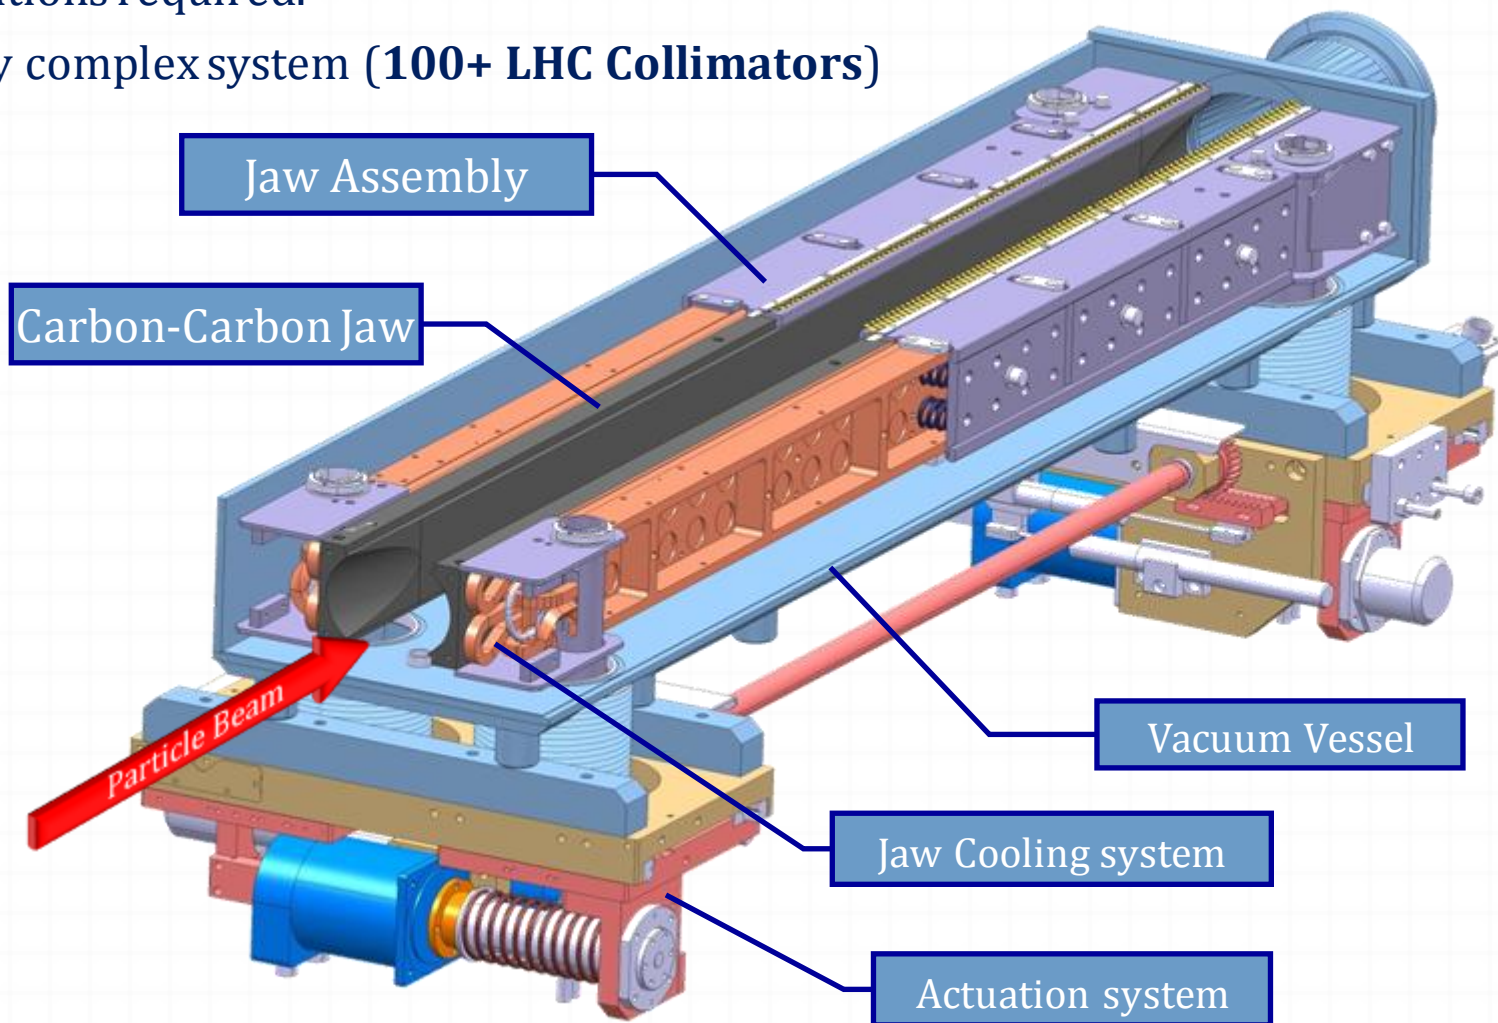 required.
complex system (100+ LHC Collimators)
Jaw Assembly
Carbon-Carbon Jaw
Particle Beam
Vacuum Vessel
Jaw Cooling system
Actuation system